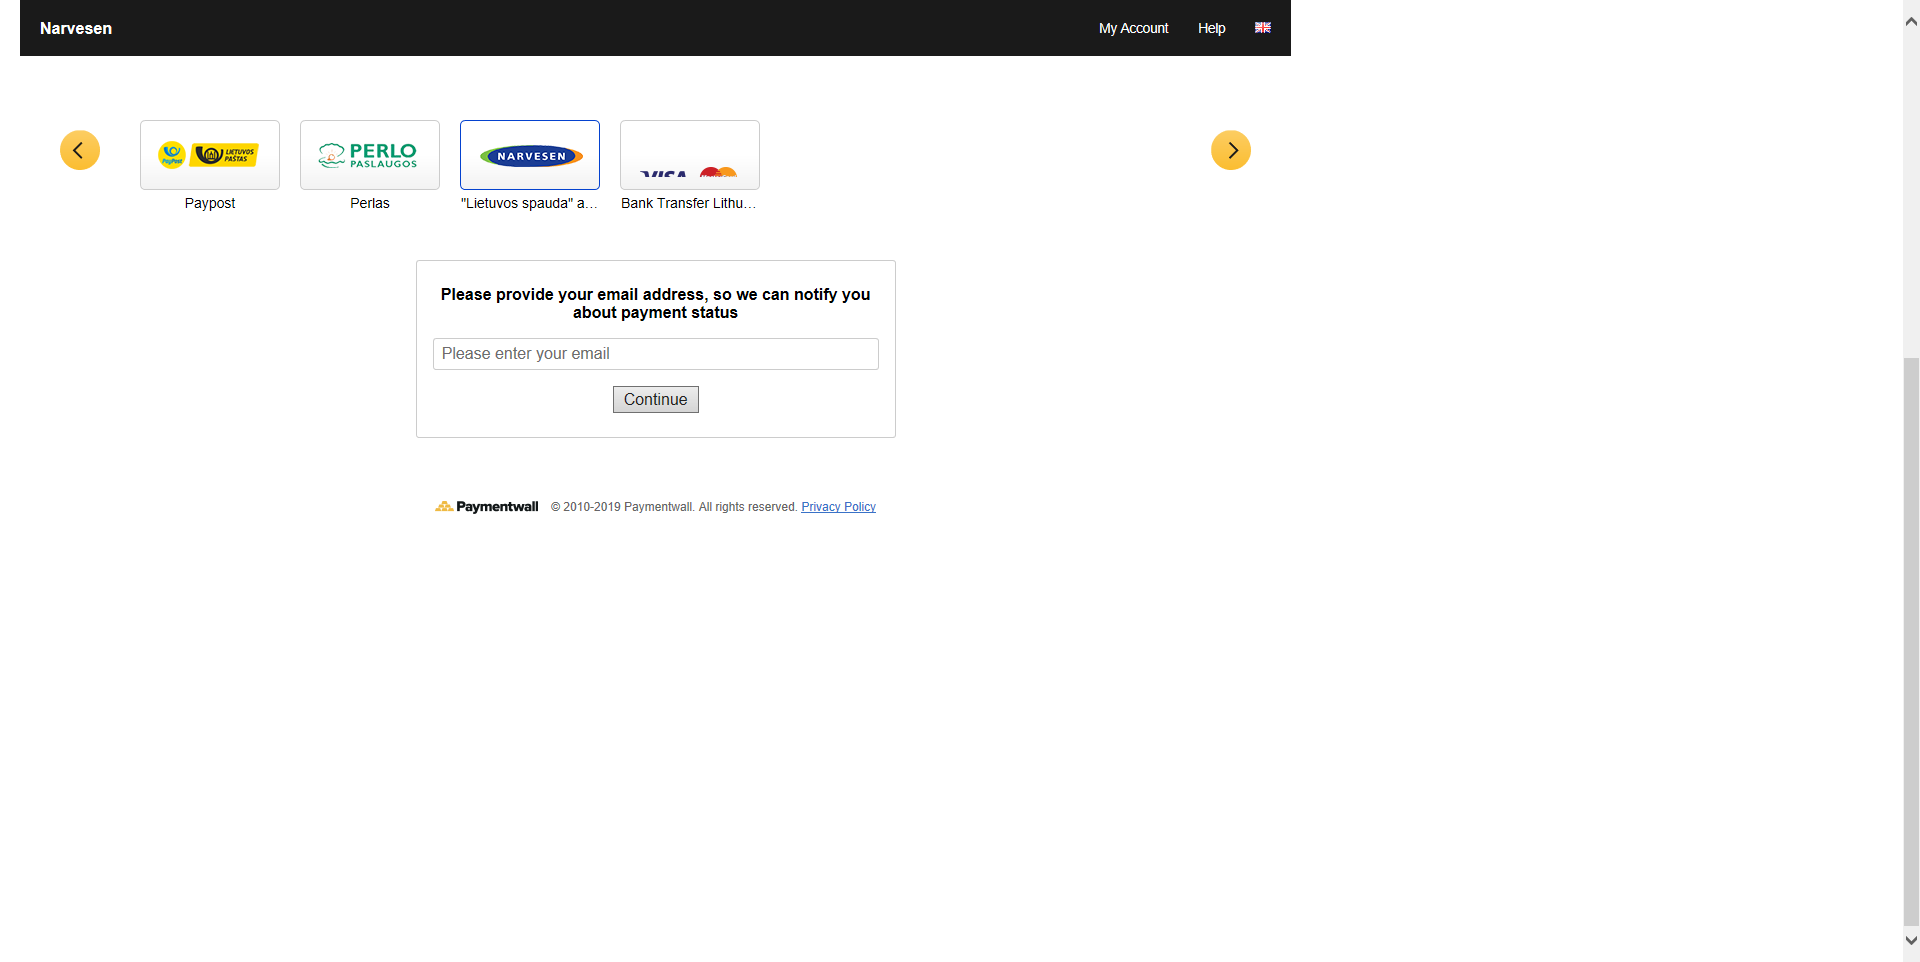 Narvesen
My Account
Help
PayPost
LIETUVOS
PAŠTAS
PERLO
PASLAUGOS
NARVESEN
VISA
Paypost
Perlas
"Lietuvos spauda" a...
Bank Transfer Lithu...
Please provide your email address, so we can notify you
about payment status
Please enter your email
Continue
Paymentwall © 2010-2019 Paymentwall. All rights reserved. Privacy Policy